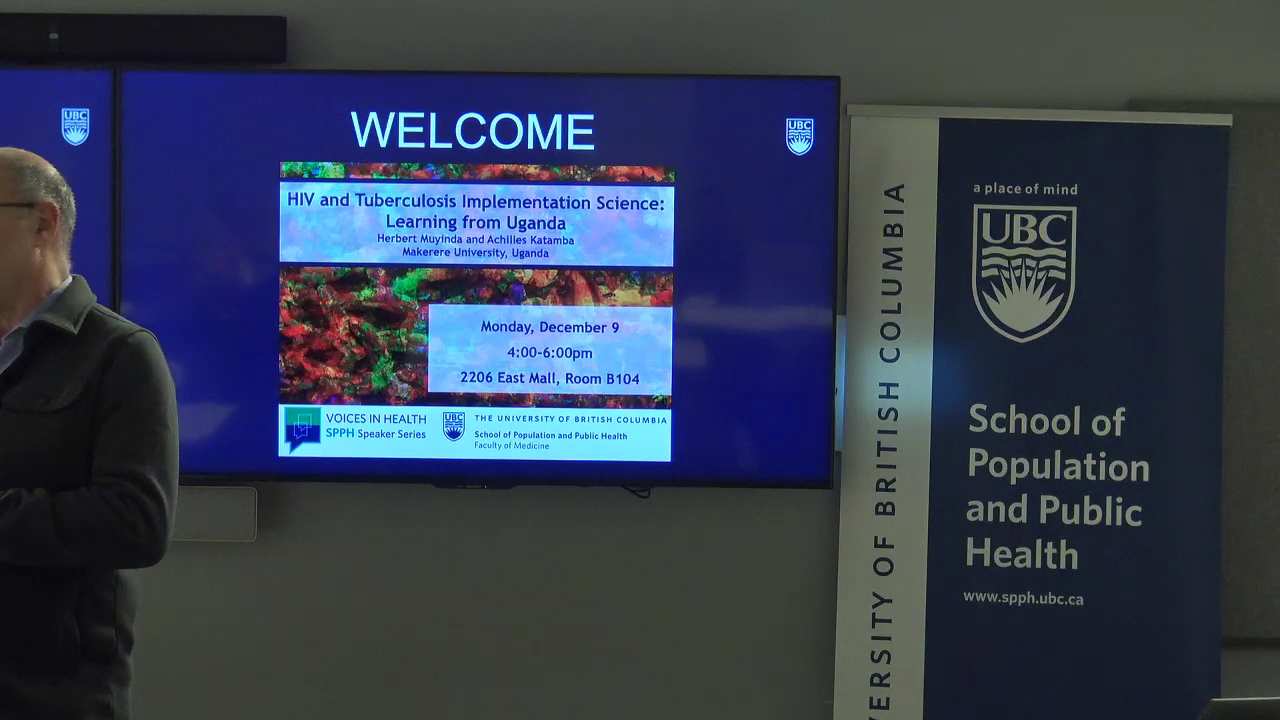 UBC
WELCOME
UBC
HIV and Tuberculosis Implementation Science:
Learning from Uganda
Herbert Muyinda and Achilles Katamba
Makerere University, Uganda
Monday, December 9
4:00-6:00pm
2206 East Mall, Room B104
VOICES IN HEALTH
SPPH Speaker Series
UBC
THE UNIVERSITY OF BRITISH COLUMBIA
School of Population and Public Health
Faculty of Medicine
VERSITY OF BRITISH COLUMBIA
a place of mind
UBC
School of
Population
and Public
Health
www.spph.ubc.ca